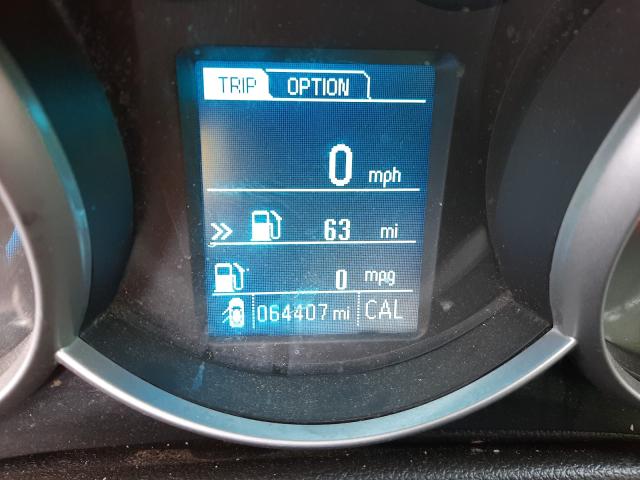 TRIP OPTION
0 mph
63 mi
0 mpg
064407 mi CAL